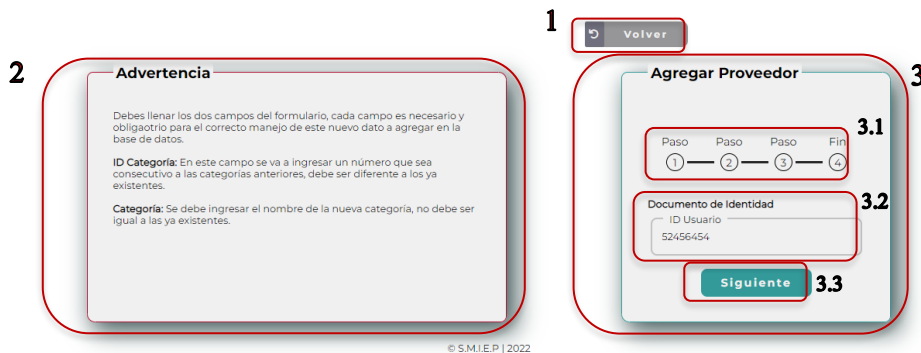 1
Volver
2
Advertencia
Debes llenar los dos campos del formulario, cada campo es necesario y
obligaotrio para el correcto manejo de este nuevo dato a agregar en la
base de datos.
ID Categoría: En este campo se va a ingresar un número que sea
consecutivo a las categorías anteriores, debe ser diferente a los ya
existentes.
Categoría: Se debe ingresar el nombre de la nueva categoría, no debe ser
igual a las ya existentes.
3
Agregar Proveedor
3.1
Paso Paso Paso Fin
1 2 3 4
3.2
Documento de Identidad
ID Usuario
52456454
Siguiente
3.3
© S.M.I.E.P | 2022